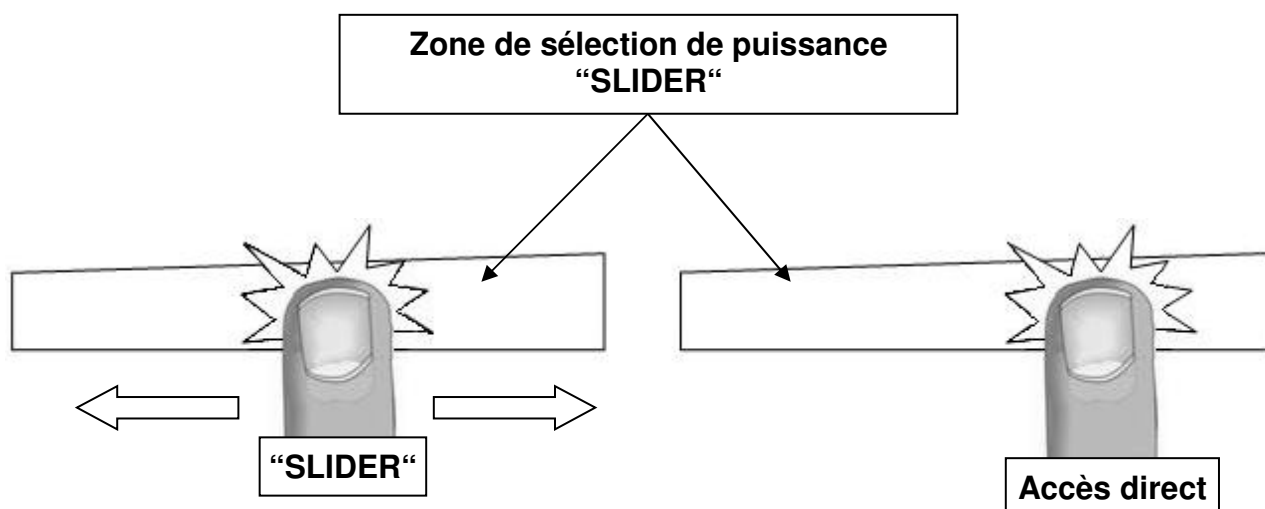 Zone de sélection de puissance
“SLIDER“
“SLIDER“
Accès direct